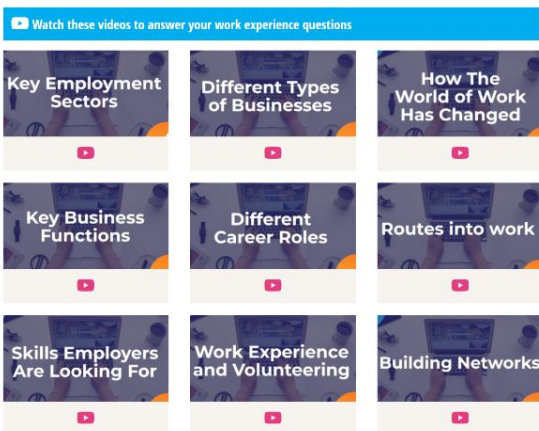 Watch these videos to answer your work experience questions
Key Employment
Sectors
Different Types
of Businesses
How The
World of Work
Has Changed
Key Business
Functions
Different
Career Roles
Routes into work
Skills Employers
Are Looking For
Work Experience
and Volunteering
Building Networks